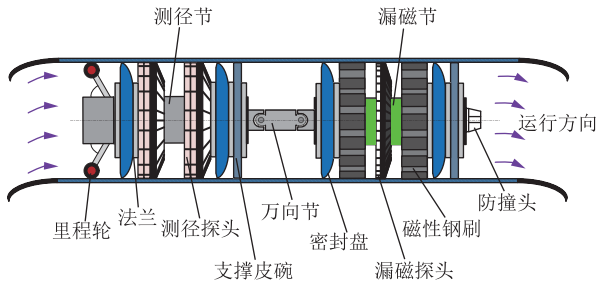 测径节
漏磁节
运行方向
防撞头
里程轮
法兰
测径探头
万向节
磁性钢刷
密封盘
支撑皮碗
漏磁探头